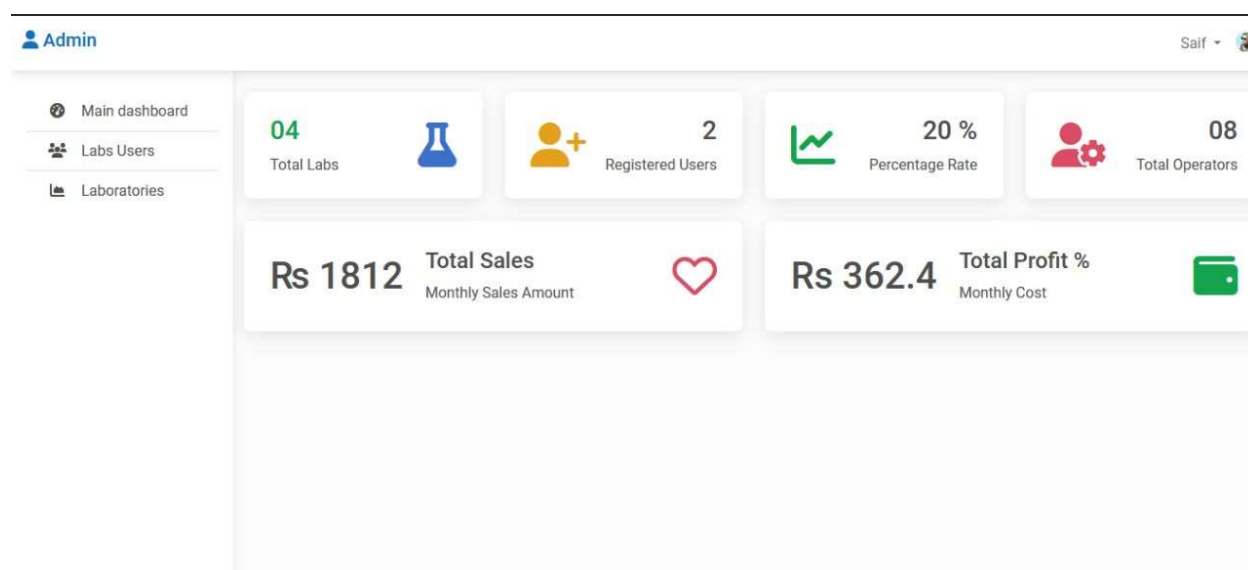 Admin
Saif
Main dashboard
Labs Users
Laboratories
04
Total Labs
2
Registered Users
20 %
Percentage Rate
08
Total Operators
Rs 1812
Total Sales
Monthly Sales Amount
Rs 362.4
Total Profit %
Monthly Cost